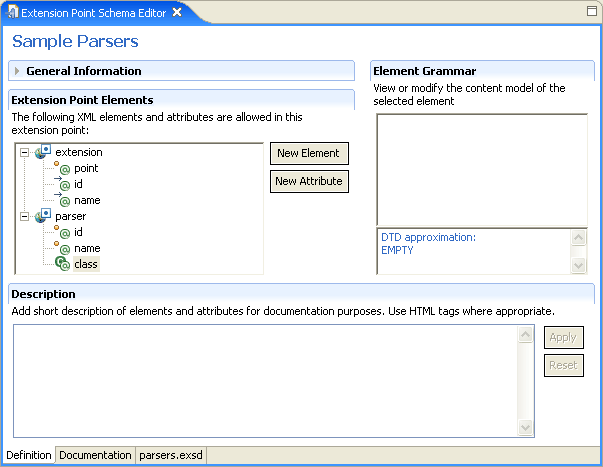 Extension Point Schema Editor
Sample Parsers
General Information
Extension Point Elements
The following XML elements and attributes are allowed in this
extension point:
extension
point
id
name
parser
id
name
class
New Element
New Attribute
Element Grammar
View or modify the content model of the
selected element
DTD approximation:
EMPTY
Description
Add short description of elements and attributes for documentation purposes. Use HTML tags where appropriate.
Apply
Reset
Definition Documentation parsers.exsd